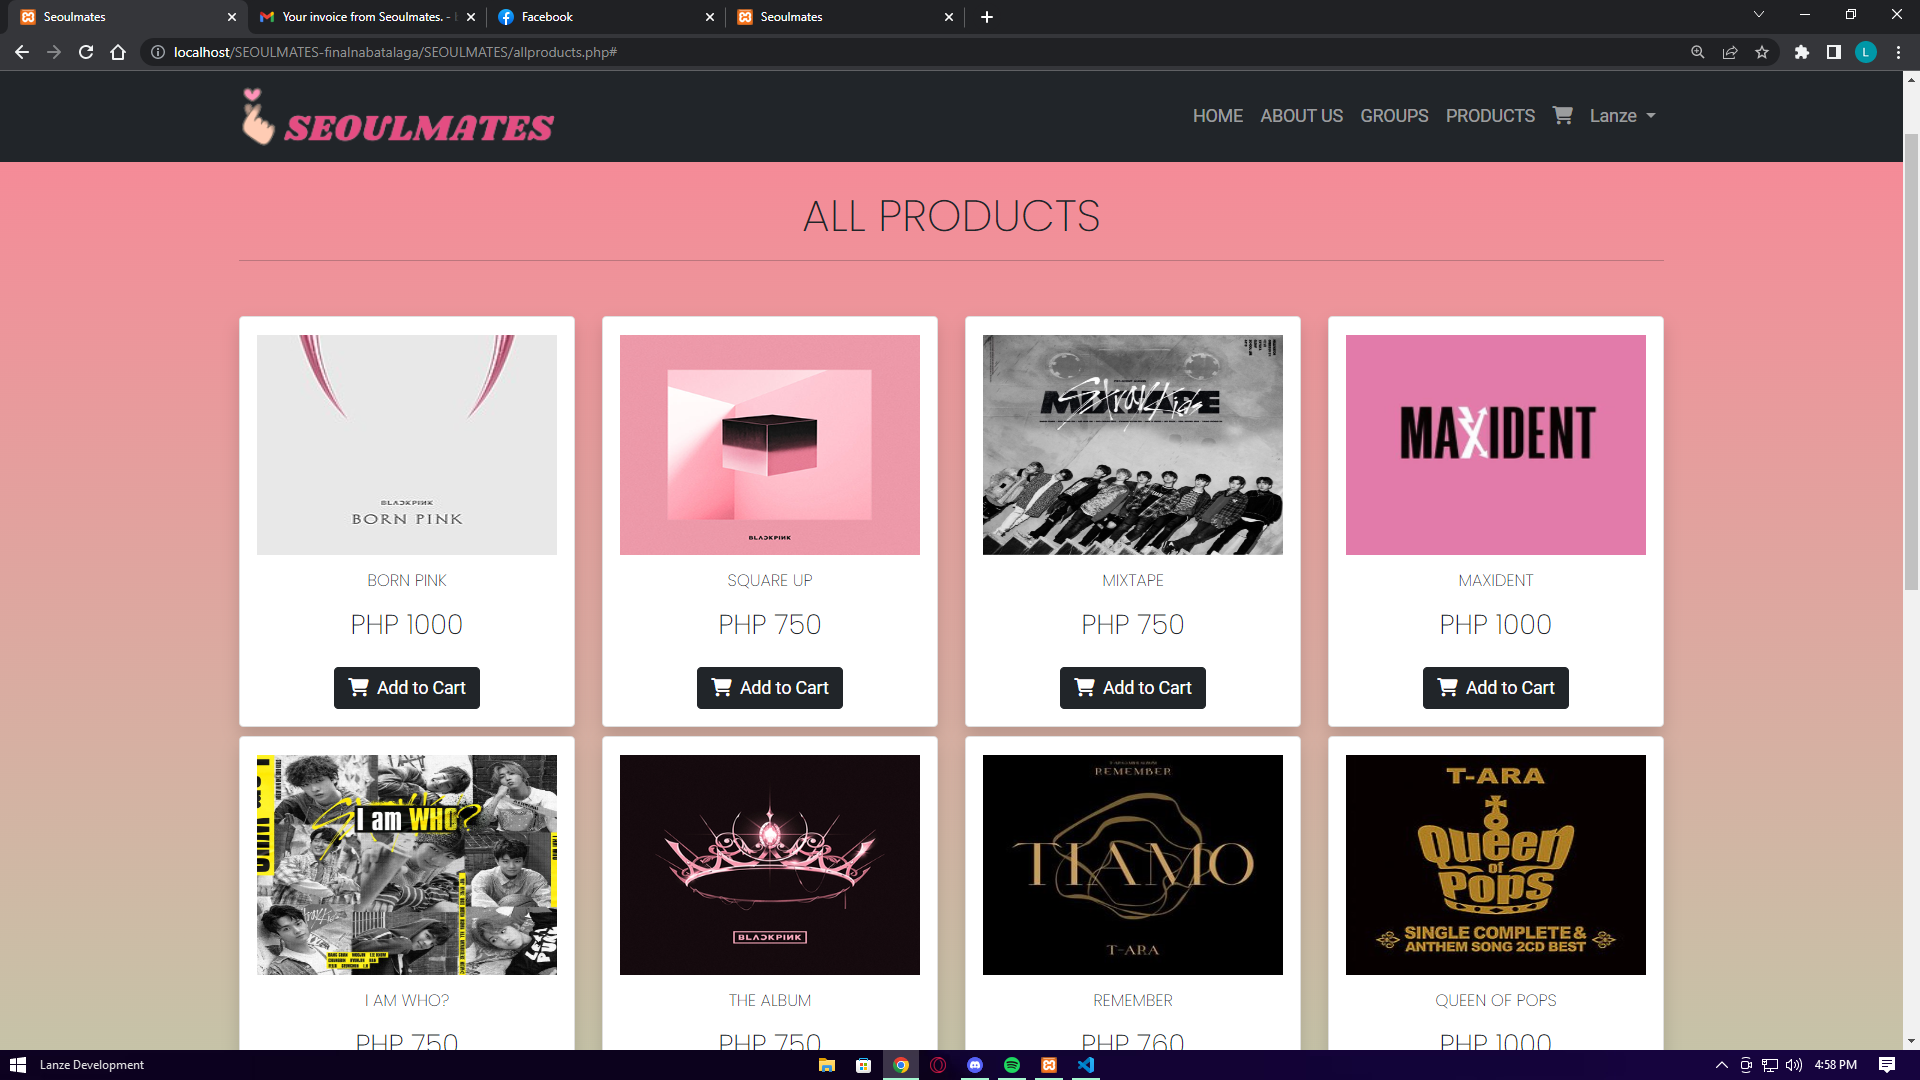 Seoulmates
Your invoice from Seoulmates. -
Facebook
Seoulmates
localhost/SEOULMATES-finalnabatalaga/SEOULMATES/allproducts.php#
L
SEOULMATES
HOME
ABOUT US
GROUPS
PRODUCTS
Lanze
ALL PRODUCTS
BLACKPINK
BORN PINK
BLACKPINK
MIXTAPE
Stray Kids
MAXIDENT
BORN PINK
SQUARE UP
MIXTAPE
MAXIDENT
PHP 1000
PHP 750
PHP 750
PHP 1000
Add to Cart
Add to Cart
Add to Cart
Add to Cart
I am WHO?
BLACKPINK
REMEMBER
TIAMO
T-ARA
T-ARA
Queen
of
Pops
SINGLE COMPLETE &
ANTHEM SONG 2CD BEST
I AM WHO?
THE ALBUM
REMEMBER
QUEEN OF POPS
PHP 750
PHP 750
PHP 760
PHP 1000
Lanze Development
4:58 PM